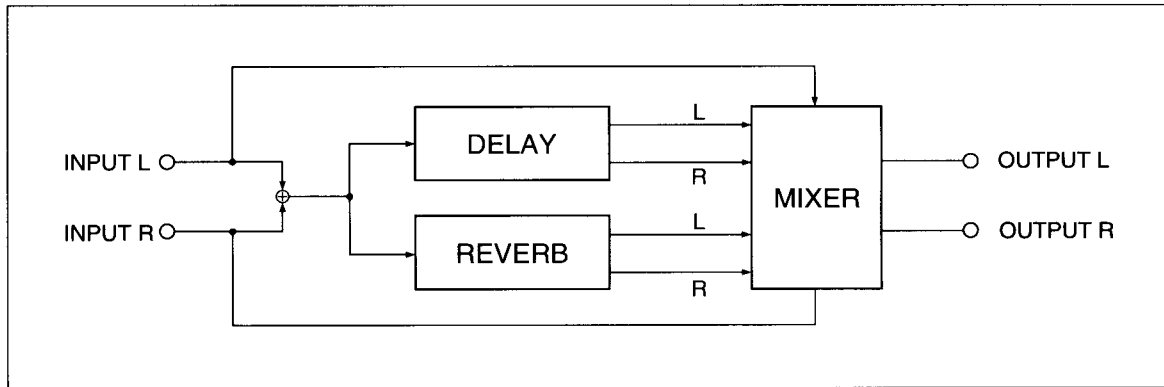 L
DELAY
INPUT L
OUTPUT L
R
MIXER
L
INPUT R
REVERB
OUTPUT R
R